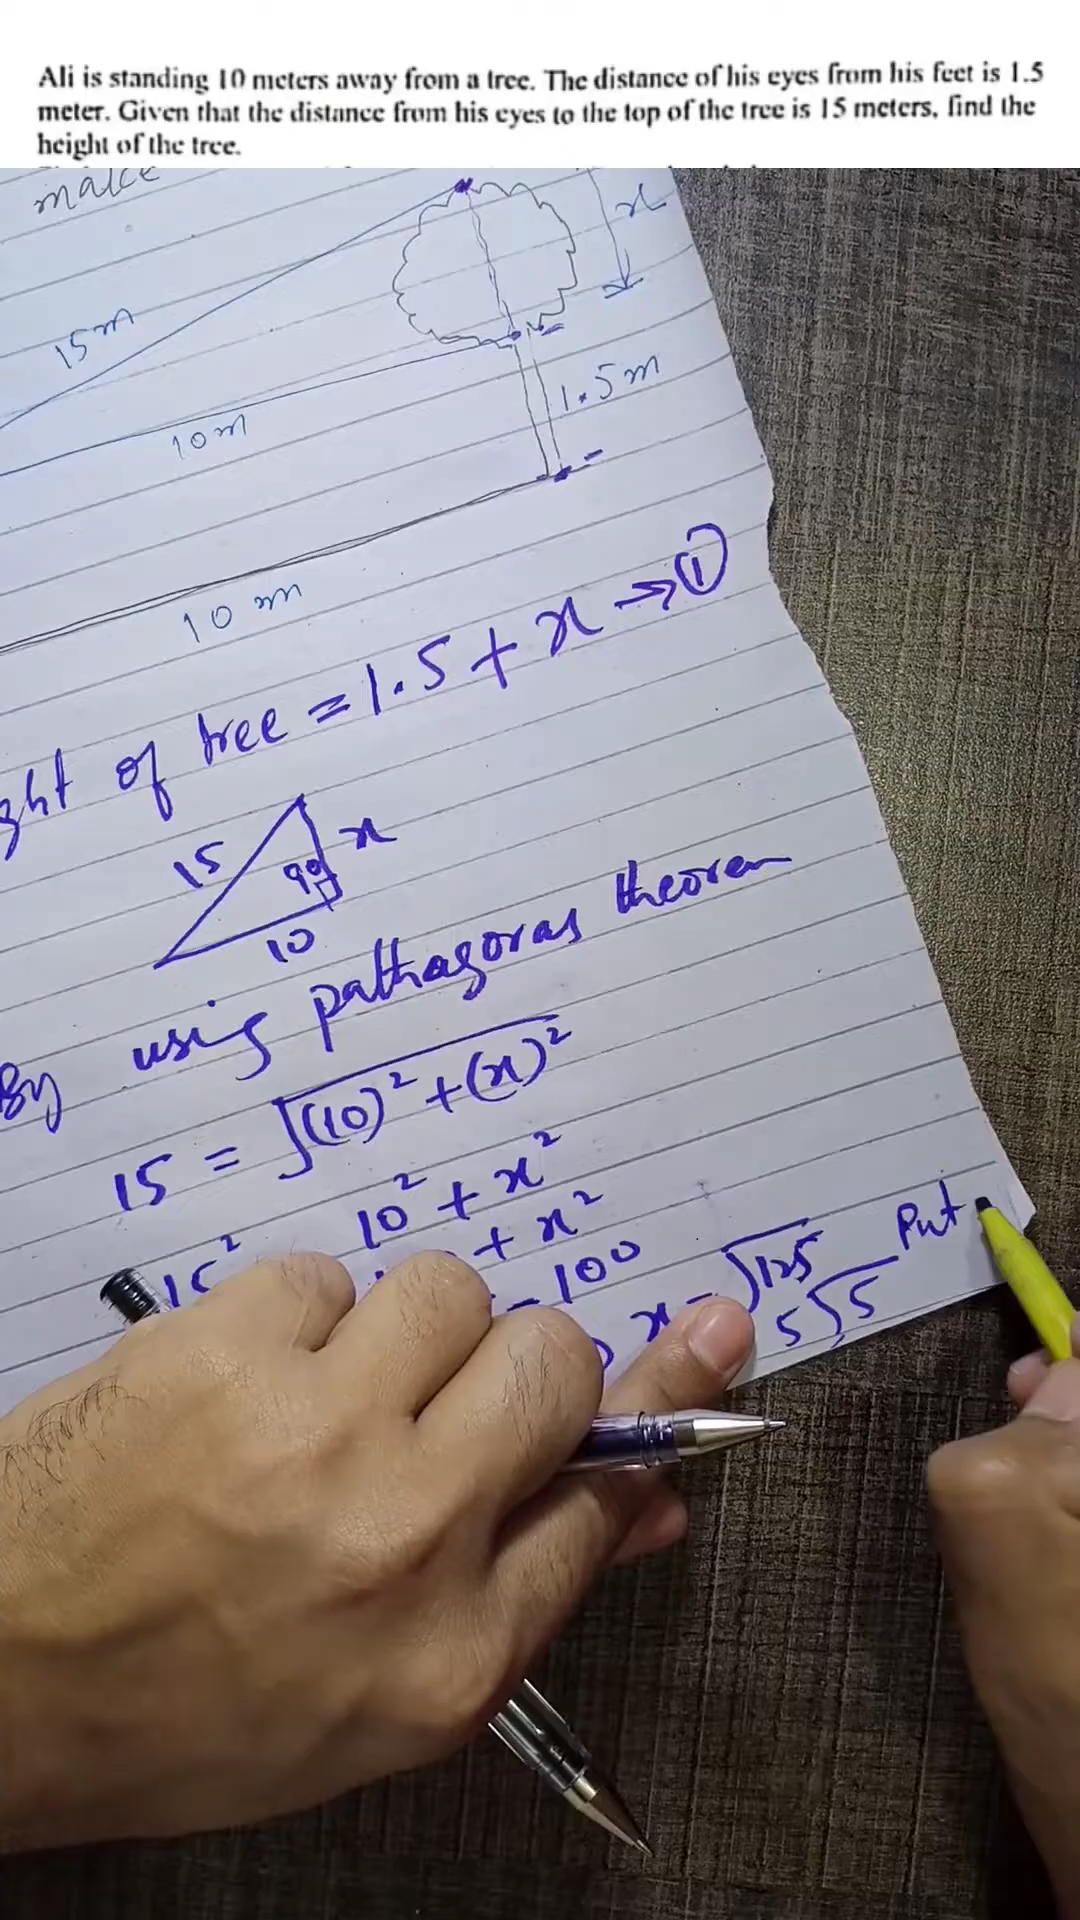 Ali is standing 10 meters away from a tree. The distance of his eyes from his feet is 1.5
meter. Given that the distance from his eyes to the top of the tree is 15 meters, find the
height of the tree.
make
x
15m
1.5m
10m
10 m
ght of tree = 1.5 + x → ①
15
90
x
10
By using pathagoras theorem
15 = √(10)² + (x)²
15² 10² + x²
+ x²
- 100
x = √125
5√5
Put